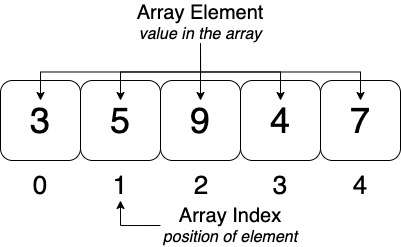 Array Element
value in the array
3 5 9 4 7
0 1 2 3 4
Array Index
position of element